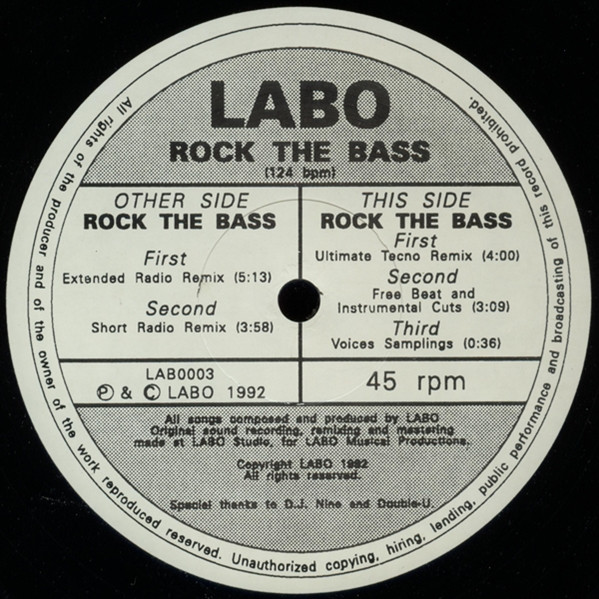 LABO
ROCK THE BASS
(124 bpm)
OTHER SIDE
ROCK THE BASS
First
Extended Radio Remix (5:13)
Second
Short Radio Remix (3:58)
THIS SIDE
ROCK THE BASS
First
Ultimate Tecno Remix (4:00)
Second
Free Beat and
Instrumental Cuts (3:09)
Third
Voices Samplings (0:36)
LABO003
℗ & © LABO 1992
45 rpm
All songs composed and produced by LABO
Original sound recording, remixing and mastering
made at LABO Studio, for LABO Musical Productions.
Copyright LABO 1992
All rights reserved.
Special thanks to D.J. Nine and Double-U.
All rights of the producer and of the owner of the work reproduced reserved. Unauthorized copying, hiring, lending, public performance and broadcasting of this record prohibited.